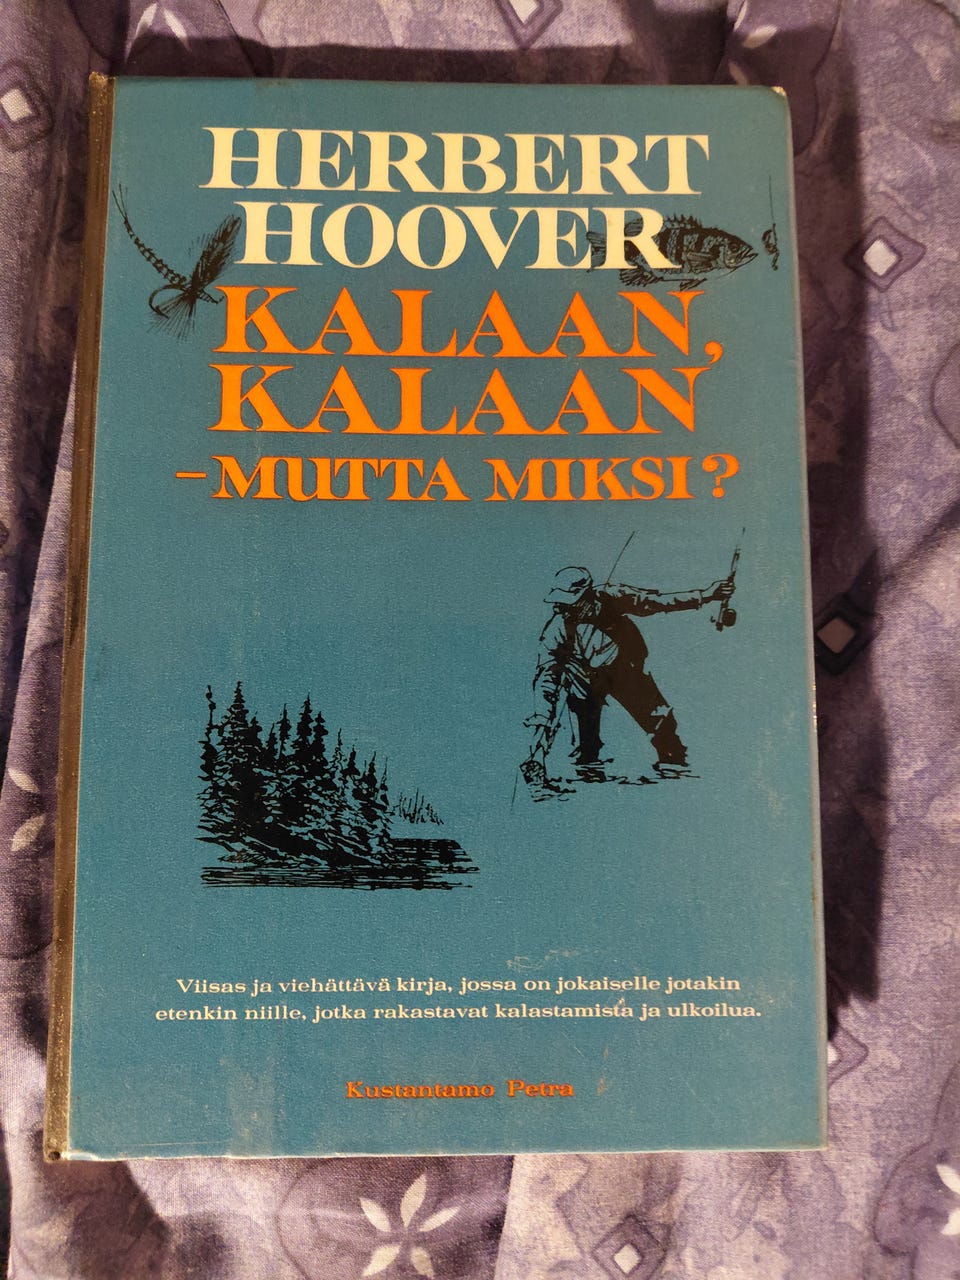 HERBERT
HOOVER
KALAAN,
KALAAN
-MUTTA MIKSI?
Viisas ja viehättävä kirja, jossa on jokaiselle jotakin
etenkin niille, jotka rakastavat kalastamista ja ulkoilua.
Kustantamo Petra